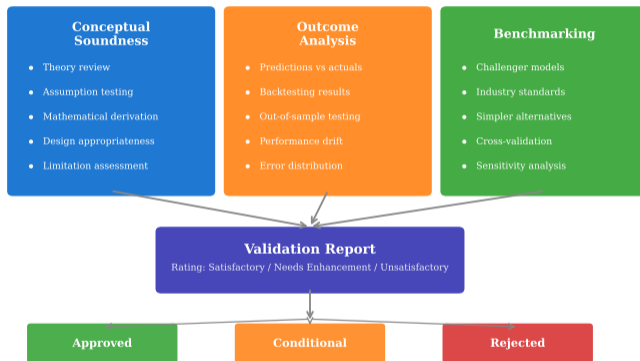 Conceptual
Soundness
• Theory review
• Assumption testing
• Mathematical derivation
• Design appropriateness
• Limitation assessment
Outcome
Analysis
• Predictions vs actuals
• Backtesting results
• Out-of-sample testing
• Performance drift
• Error distribution
Benchmarking
• Challenger models
• Industry standards
• Simpler alternatives
• Cross-validation
• Sensitivity analysis
Validation Report
Rating: Satisfactory / Needs Enhancement / Unsatisfactory
Approved
Conditional
Rejected